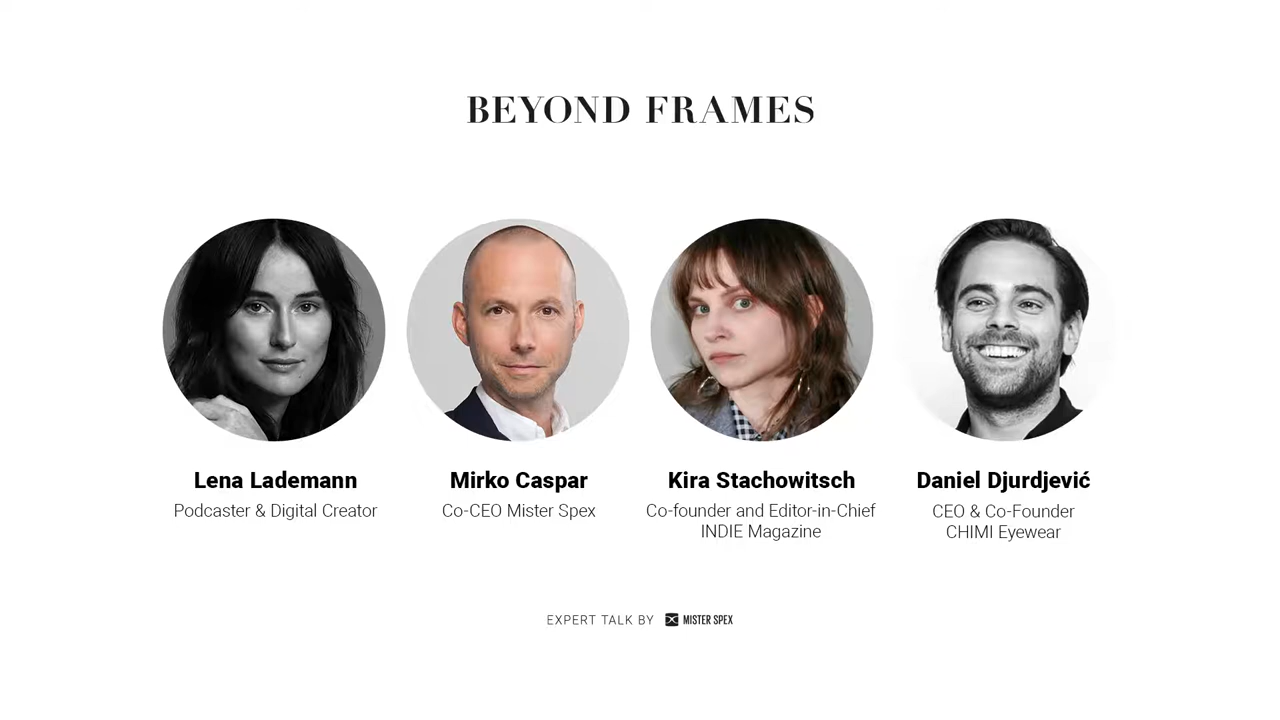 BEYOND FRAMES
Lena Lademann
Podcaster & Digital Creator
Mirko Caspar
Co-CEO Mister Spex
Kira Stachowitsch
Co-founder and Editor-in-Chief
INDIE Magazine
Daniel Djurdjević
CEO & Co-Founder
CHIMI Eyewear
EXPERT TALK BY MISTER SPEX